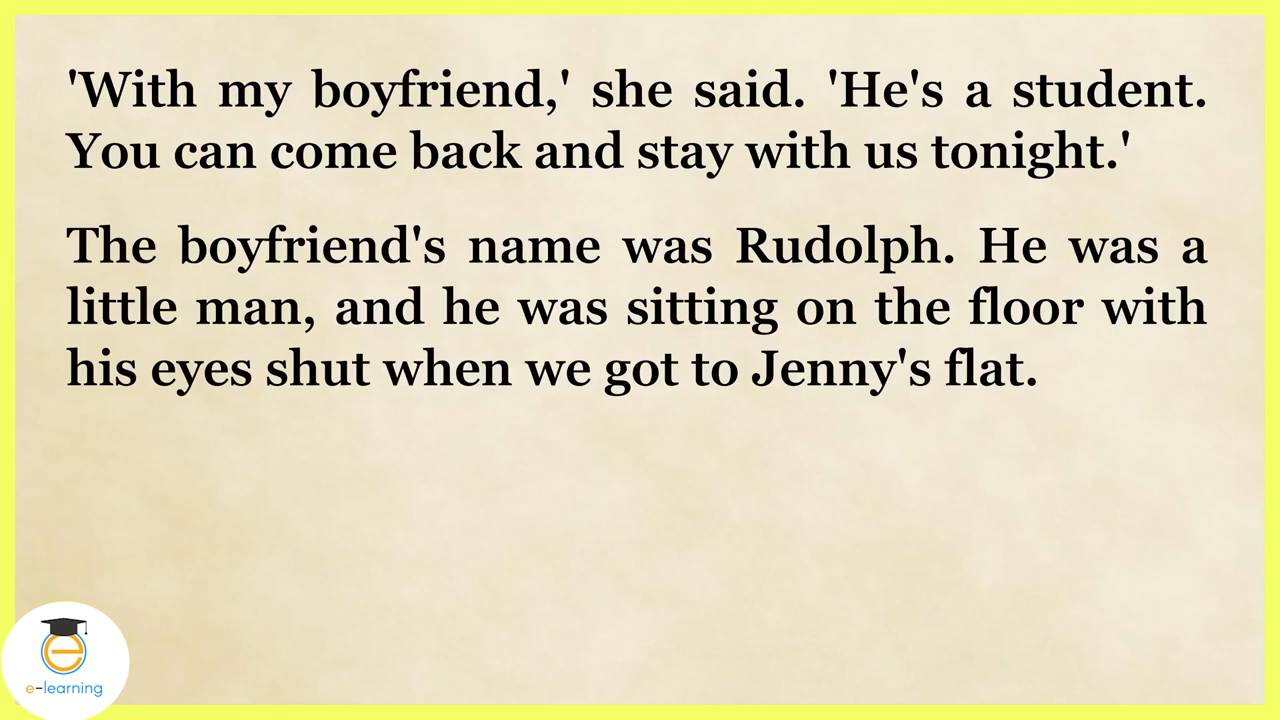 'With my boyfriend,' she said. 'He's a student.
You can come back and stay with us tonight.'
The boyfriend's name was Rudolph. He was a
little man, and he was sitting on the floor with
his eyes shut when we got to Jenny's flat.
e
e-learning